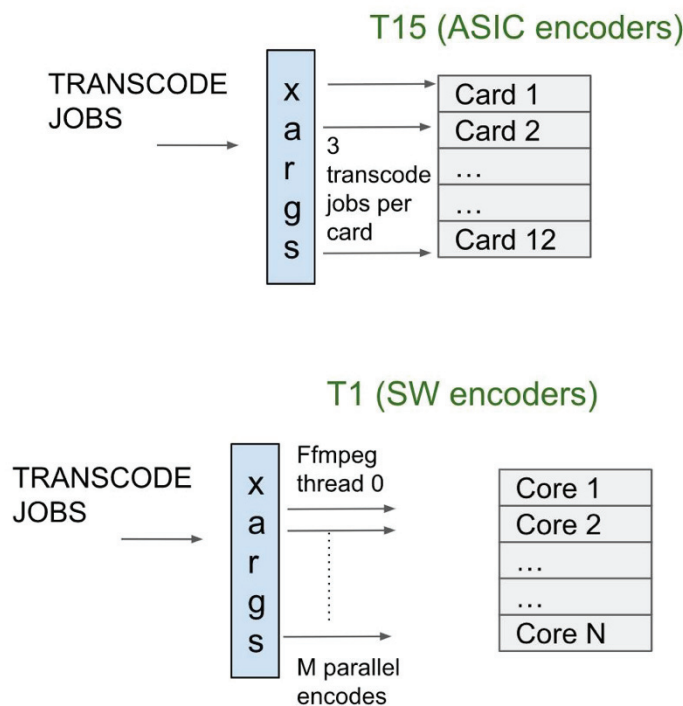 T15 (ASIC encoders)
TRANSCODE
JOBS
x
a
r
g
s
3
transcode
jobs per
card
Card 1
Card 2
...
...
Card 12
T1 (SW encoders)
TRANSCODE
JOBS
x
a
r
g
s
Ffmpeg
thread 0
M parallel
encodes
Core 1
Core 2
...
...
Core N